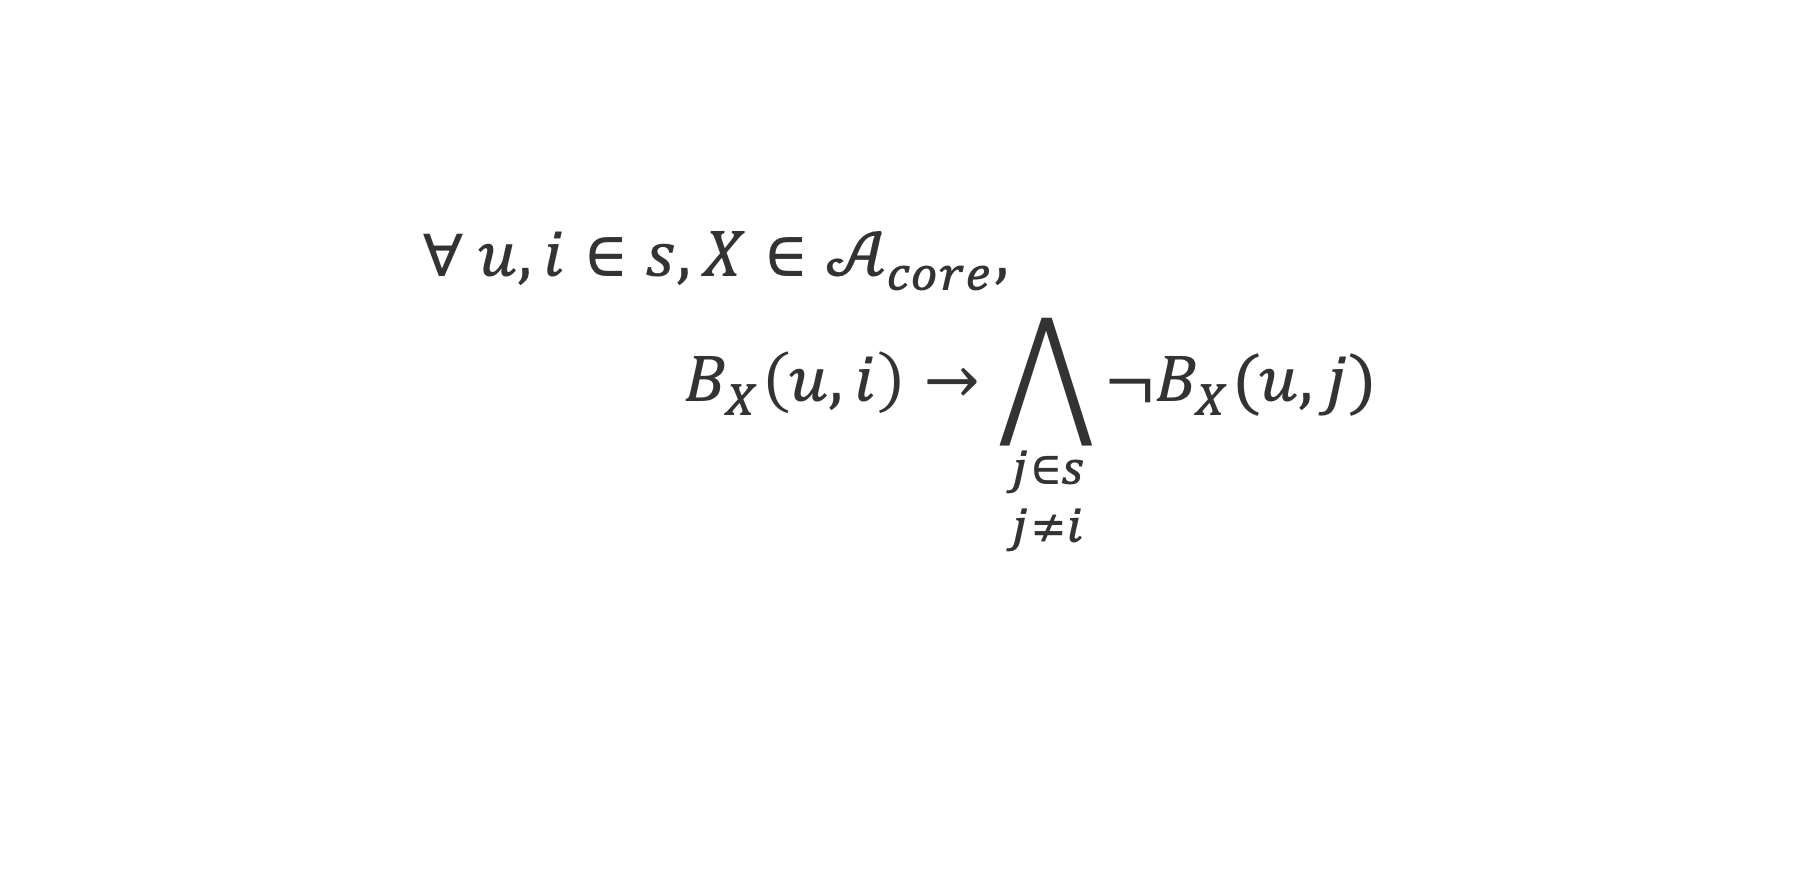 ∀ u, i ∈ s, X ∈ 𝒜_core,
B_X(u, i) → ⋀ ¬B_X(u, j)
j∈s
j≠i